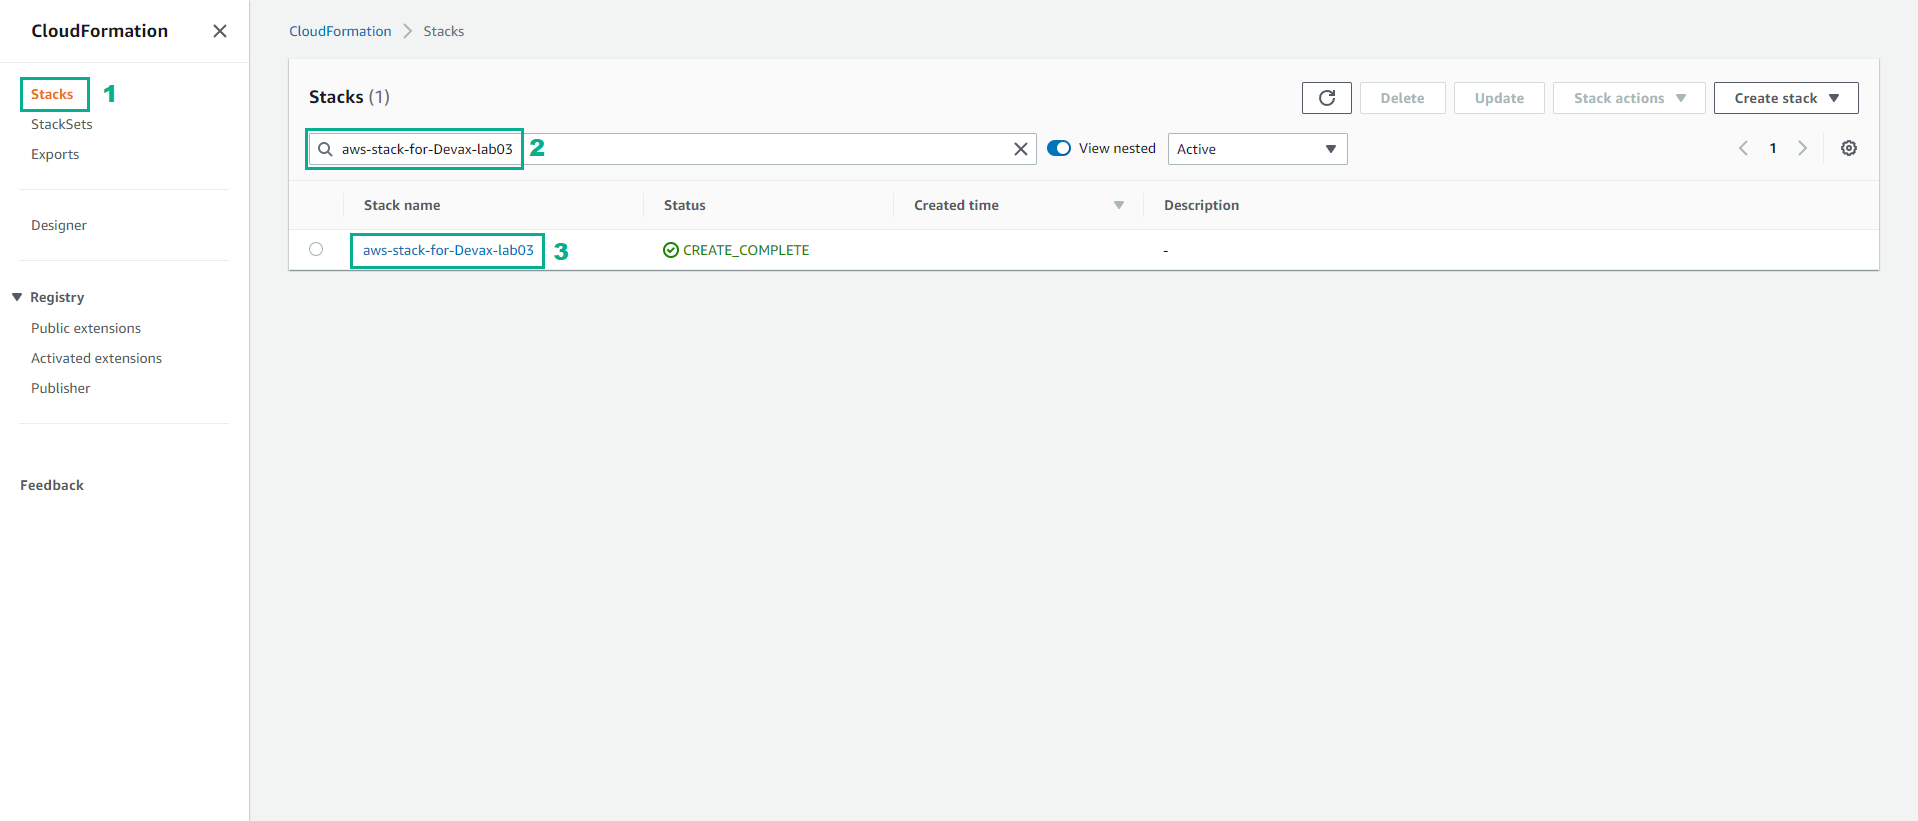 CloudFormation
Stacks 1
StackSets
Exports
Designer
Registry
Public extensions
Activated extensions
Publisher
Feedback
CloudFormation Stacks
Stacks (1)
Delete Update Stack actions Create stack
aws-stack-for-Devax-lab03 2 View nested Active 1
Stack name Status Created time Description
aws-stack-for-Devax-lab03 3 CREATE_COMPLETE -